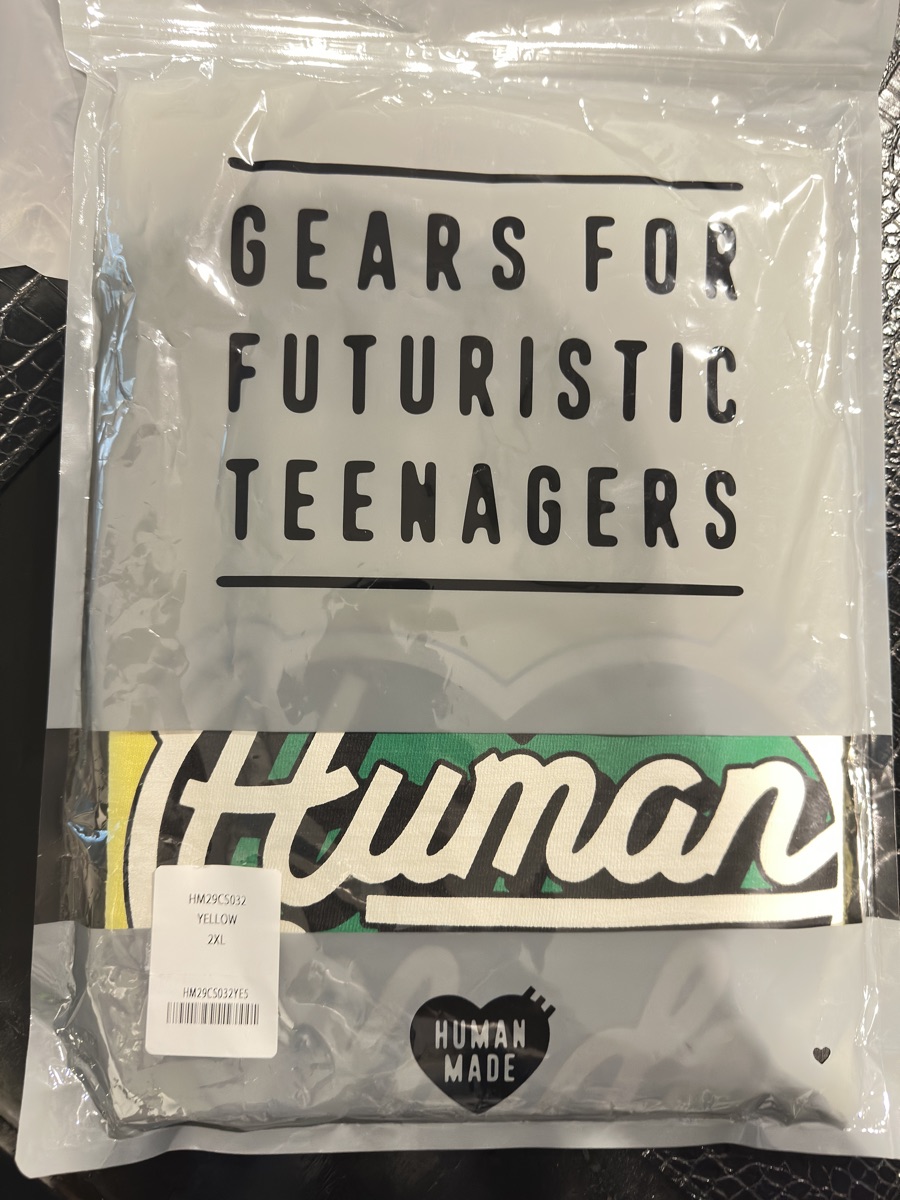 GEARS FOR
FUTURISTIC
TEENAGERS
Human
HM29CS032
YELLOW
2XL
HM29CS032YE5
HUMAN
MADE